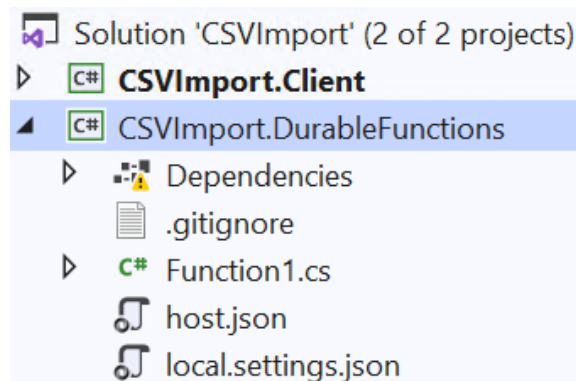 Solution 'CSVImport' (2 of 2 projects)
C# CSVImport.Client
C# CSVImport.DurableFunctions
Dependencies
.gitignore
C# Function1.cs
host.json
local.settings.json